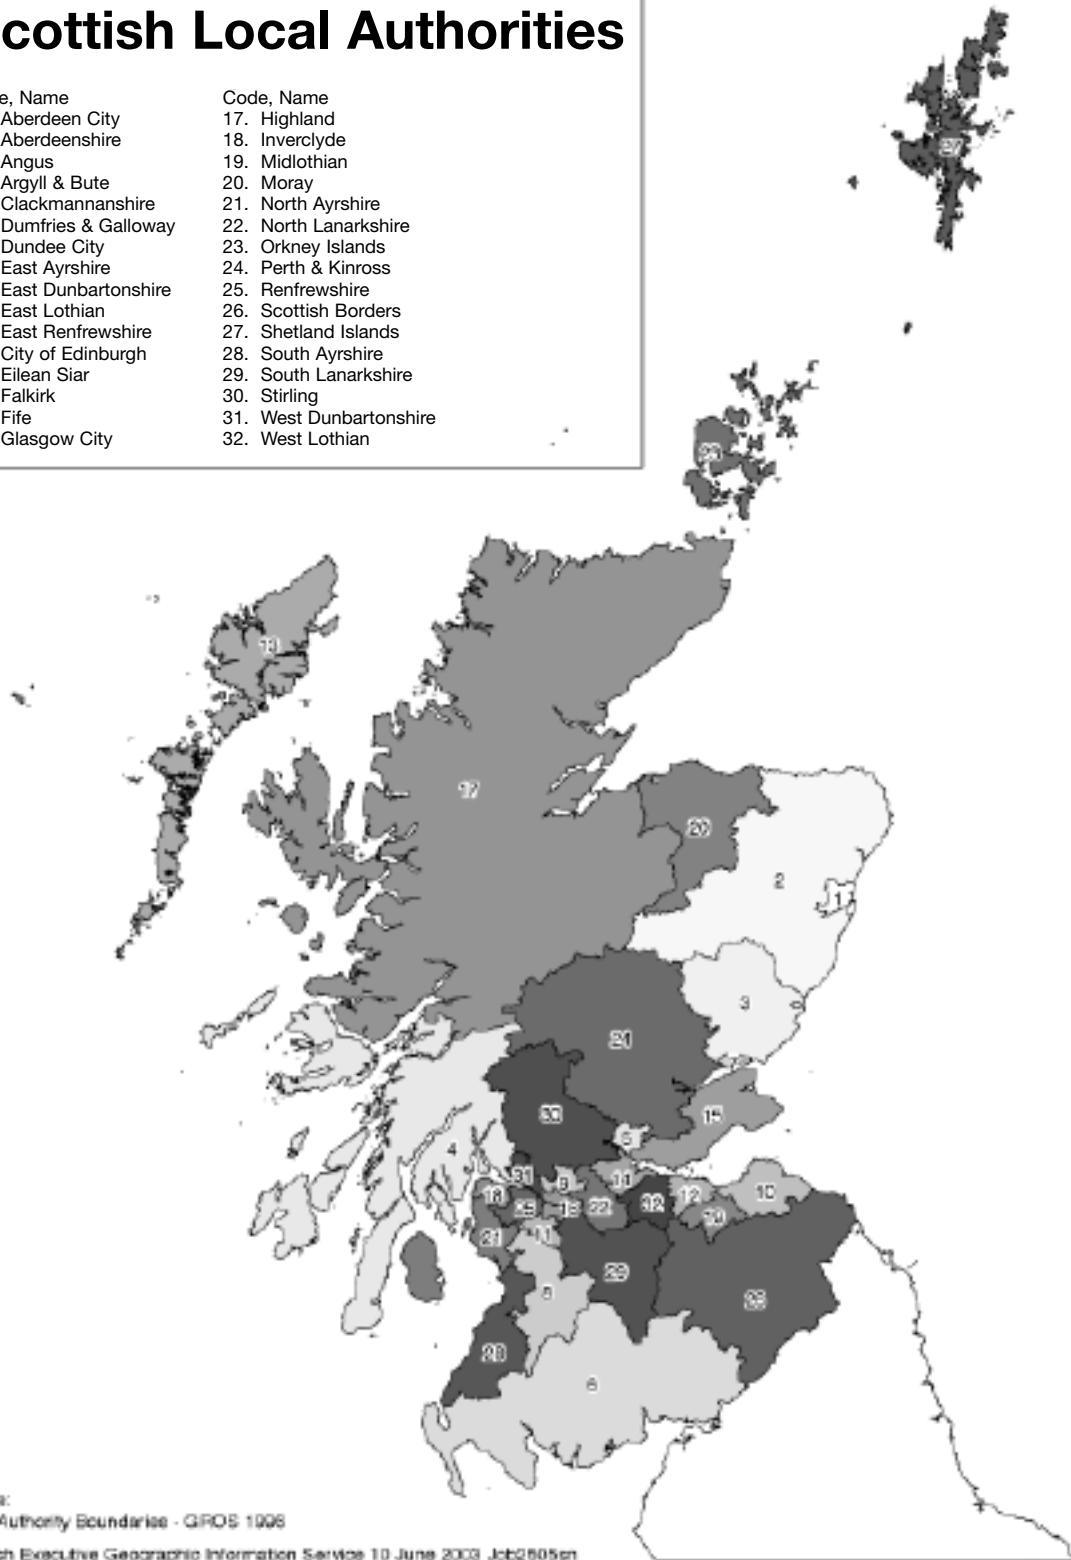 cottish Local Authorities
e, Name
Aberdeen City
Aberdeenshire
Angus
Argyll & Bute
Clackmannanshire
Dumfries & Galloway
Dundee City
East Ayrshire
East Dunbartonshire
East Lothian
East Renfrewshire
City of Edinburgh
Eilean Siar
Falkirk
Fife
Glasgow City
Code, Name
17. Highland
18. Inverclyde
19. Midlothian
20. Moray
21. North Ayrshire
22. North Lanarkshire
23. Orkney Islands
24. Perth & Kinross
25. Renfrewshire
26. Scottish Borders
27. Shetland Islands
28. South Ayrshire
29. South Lanarkshire
30. Stirling
31. West Dunbartonshire
32. West Lothian
27
23
13
17
20
2
1
3
24
30
15
5
4
31
9
14
18
25
16
22
32
12
10
19
21
11
29
8
26
28
6
e:
Authority Boundaries - GROS 1996
ch Executive Geographic Information Service 10 June 2003 Job2505sn